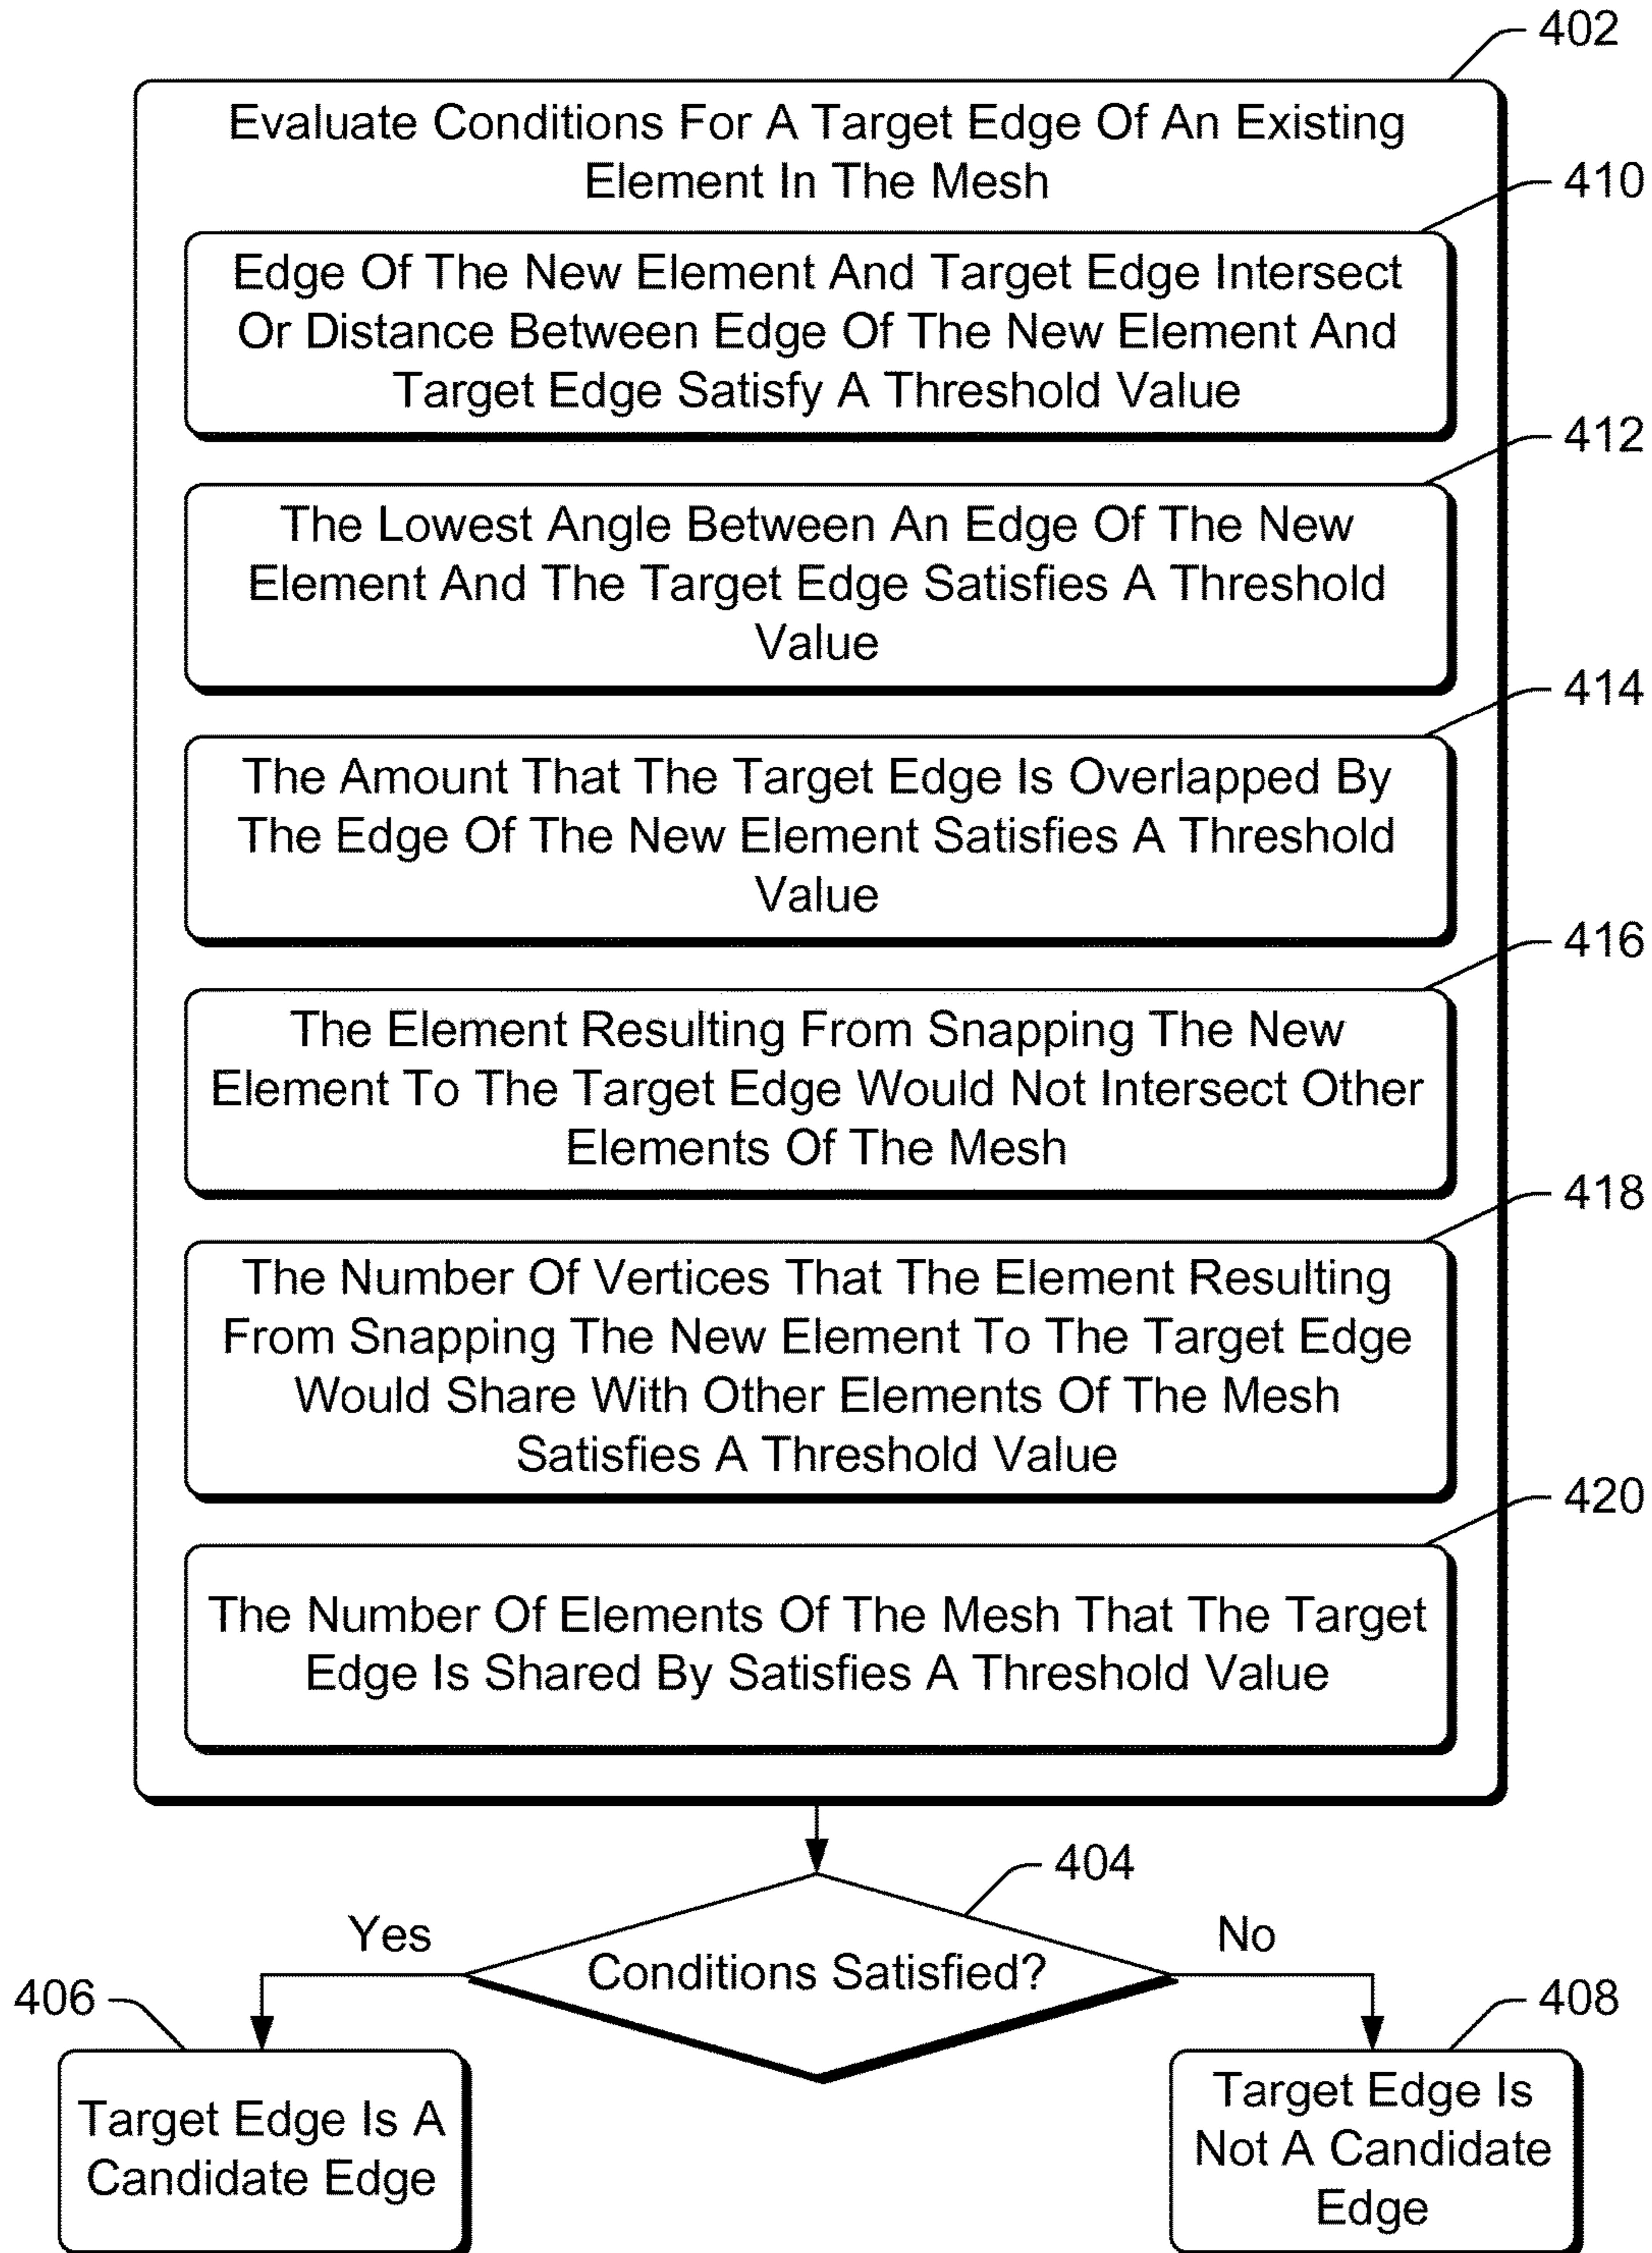 402
Evaluate Conditions For A Target Edge Of An Existing
Element In The Mesh
410
Edge Of The New Element And Target Edge Intersect
Or Distance Between Edge Of The New Element And
Target Edge Satisfy A Threshold Value
412
The Lowest Angle Between An Edge Of The New
Element And The Target Edge Satisfies A Threshold
Value
414
The Amount That The Target Edge Is Overlapped By
The Edge Of The New Element Satisfies A Threshold
Value
416
The Element Resulting From Snapping The New
Element To The Target Edge Would Not Intersect Other
Elements Of The Mesh
418
The Number Of Vertices That The Element Resulting
From Snapping The New Element To The Target Edge
Would Share With Other Elements Of The Mesh
Satisfies A Threshold Value
420
The Number Of Elements Of The Mesh That The Target
Edge Is Shared By Satisfies A Threshold Value
404
Yes
No
Conditions Satisfied?
406
408
Target Edge Is A
Candidate Edge
Target Edge Is
Not A Candidate
Edge